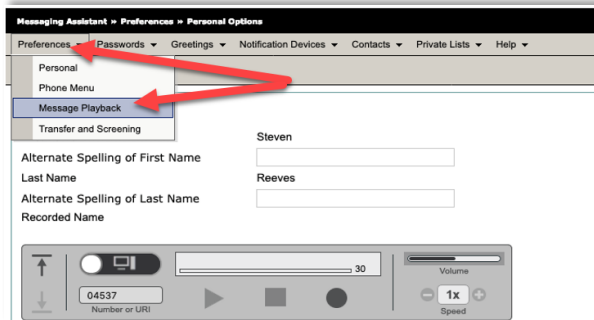 Messaging Assistant » Preferences » Personal Options
Preferences Passwords Greetings Notification Devices Contacts Private Lists Help
Personal
Phone Menu
Message Playback
Transfer and Screening
Steven
Alternate Spelling of First Name
Last Name Reeves
Alternate Spelling of Last Name
Recorded Name
30
Volume
04537
Number or URI
1x
Speed